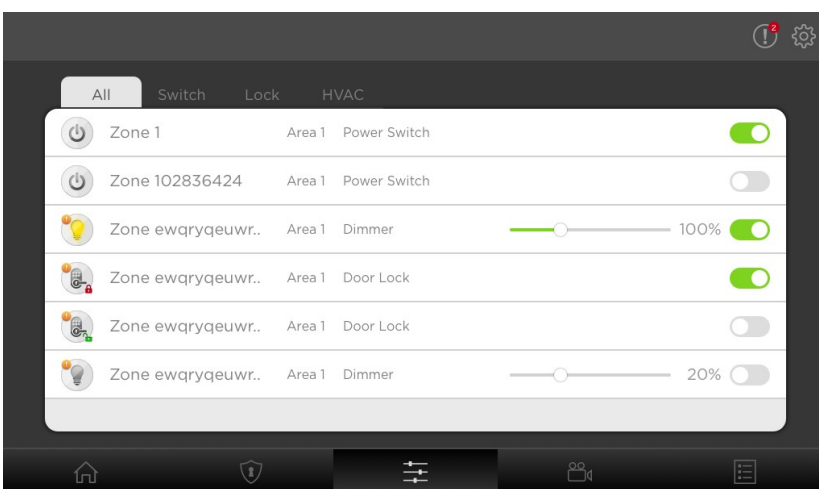 2
All Switch Lock HVAC
Zone 1 Area 1 Power Switch
Zone 102836424 Area 1 Power Switch
Zone ewqryqeuwr.. Area 1 Dimmer 100%
Zone ewqryqeuwr.. Area 1 Door Lock
Zone ewqryqeuwr.. Area 1 Door Lock
Zone ewqryqeuwr.. Area 1 Dimmer 20%